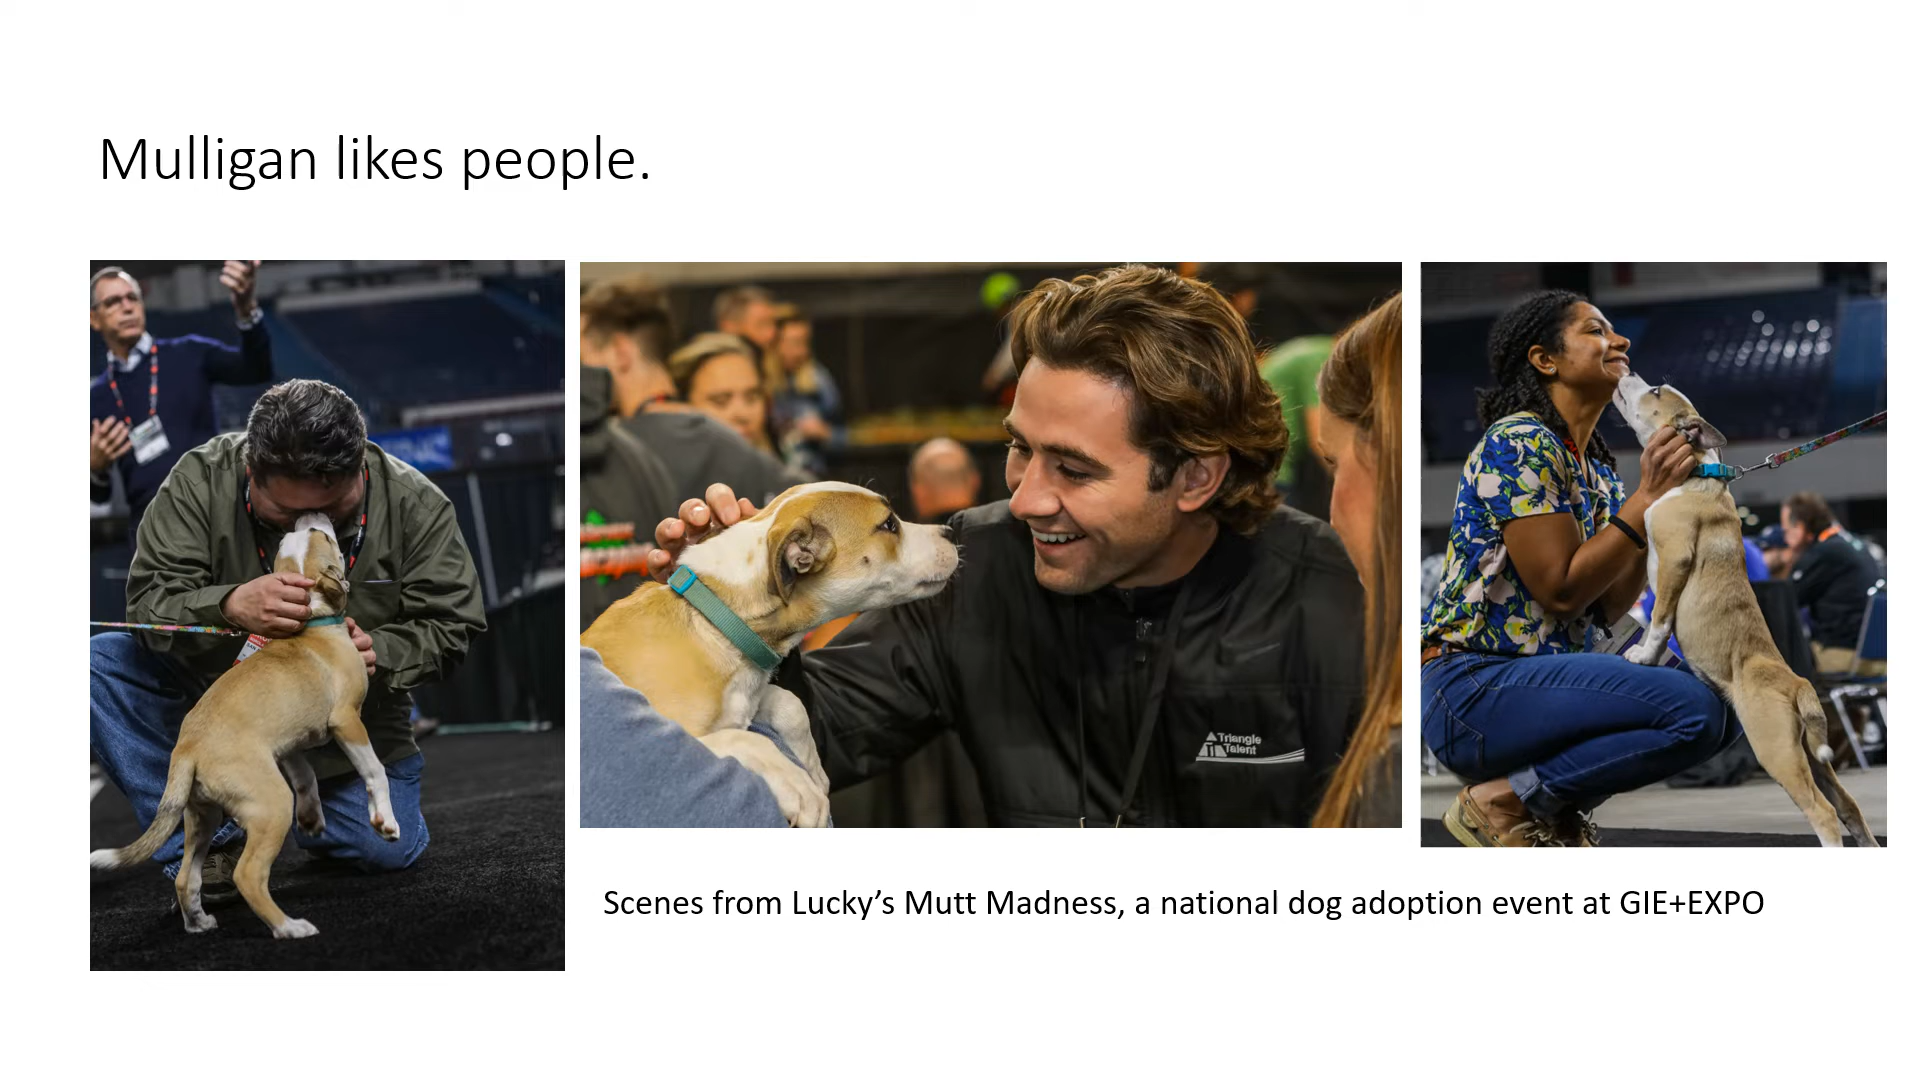 Mulligan likes people.
Triangle
Talent
Scenes from Lucky’s Mutt Madness, a national dog adoption event at GIE+EXPO